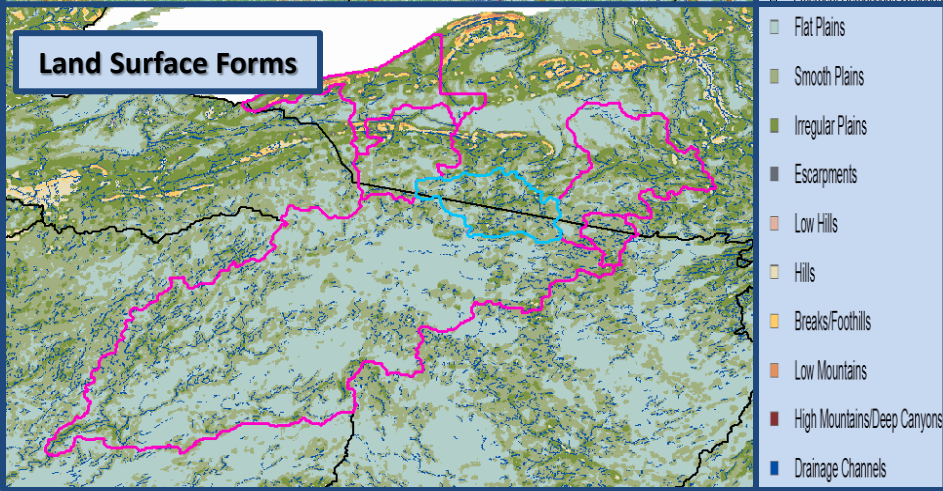 Land Surface Forms
Flat Plains
Smooth Plains
Irregular Plains
Escarpments
Low Hills
Hills
Breaks/Foothills
Low Mountains
High Mountains/Deep Canyons
Drainage Channels